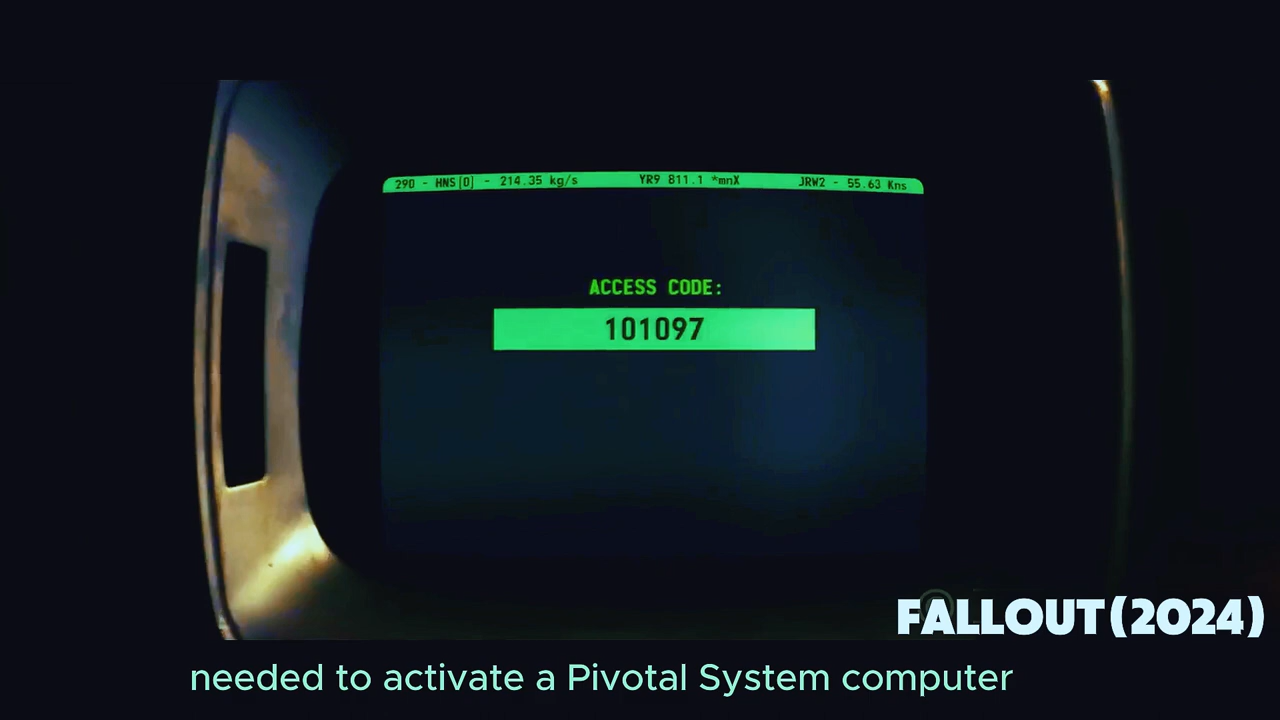 29D - HNS[0] - 214.35 kg/s YR9 811.1 *mnX JRW2 - 55.63 Kns
ACCESS CODE:
101097
FALLOUT (2024)
needed to activate a Pivotal System computer